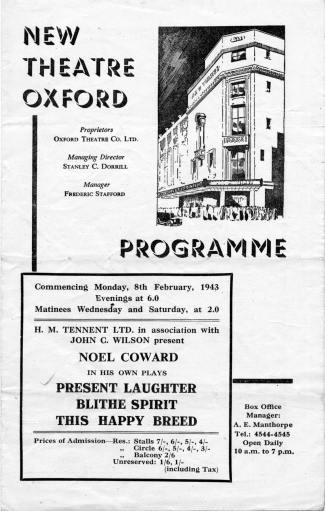 NEW
THEATRE
OXFORD
Proprietors
OXFORD THEATRE CO. LTD.
Managing Director
STANLEY C. DORRILL
Manager
FREDERIC STAFFORD
PROGRAMME
Commencing Monday, 8th February, 1943
Evenings at 6.0
Matinees Wednesday and Saturday, at 2.0
H. M. TENNENT LTD. in association with
JOHN C. WILSON present
NOEL COWARD
IN HIS OWN PLAYS
PRESENT LAUGHTER
BLITHE SPIRIT
THIS HAPPY BREED
Prices of Admission—Res.: Stalls 7/-, 6/-, 5/-, 4/-
„ Circle 6/-, 5/-, 4/-, 3/-
„ Balcony 2/6
Unreserved: 1/6, 1/-
(including Tax)
Box Office
Manager:
A. E. Manthorpe
Tel.: 4544-4545
Open Daily
10 a.m. to 7 p.m.